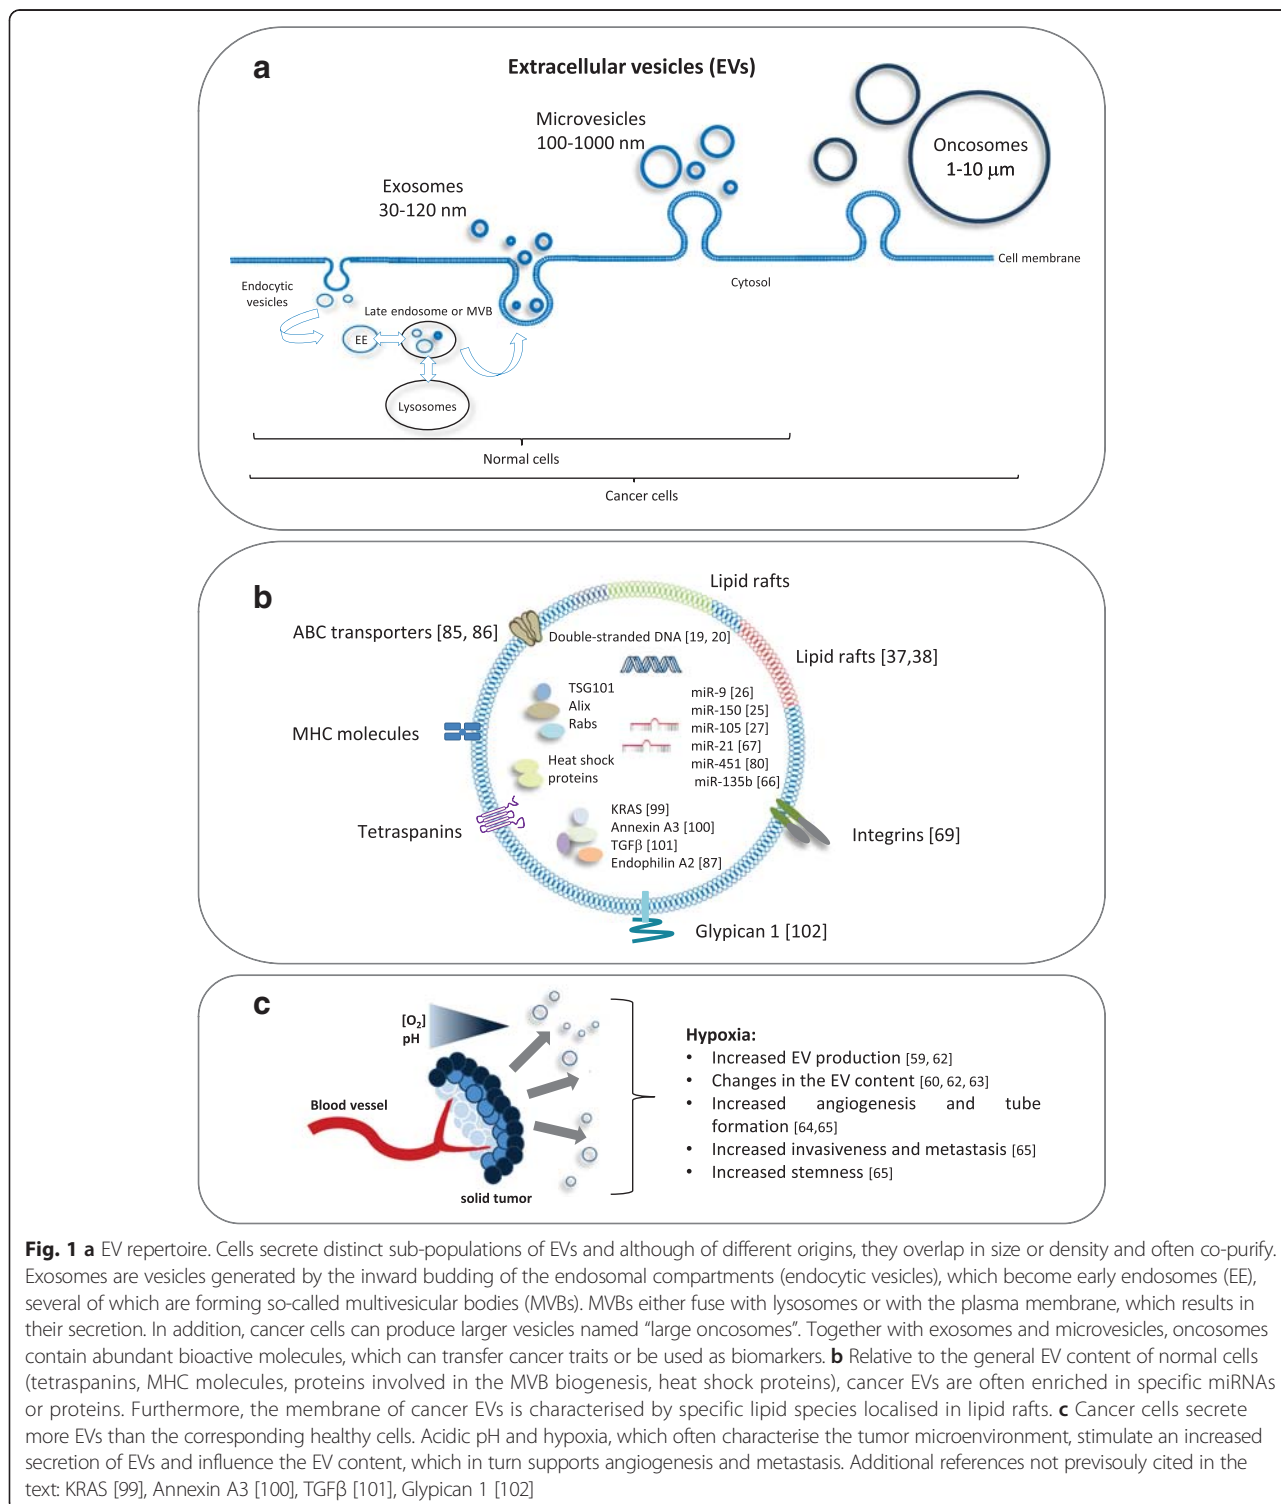 a
Extracellular vesicles (EVs)
Microvesicles
100-1000 nm
Oncosomes
1-10 µm
Exosomes
30-120 nm
Cell membrane
Endocytic
vesicles
Cytosol
Late endosome or MVB
EE
Lysosomes
Normal cells
Cancer cells
b
Lipid rafts
ABC transporters [85, 86]
Double-stranded DNA [19, 20]
Lipid rafts [37,38]
TSG101
Alix
Rabs
miR-9 [26]
miR-150 [25]
miR-105 [27]
miR-21 [67]
miR-451 [80]
miR-135b [66]
MHC molecules
Heat shock
proteins
Tetraspanins
KRAS [99]
Annexin A3 [100]
TGFβ [101]
Endophilin A2 [87]
Integrins [69]
Glypican 1 [102]
c
[O₂]
pH
Blood vessel
solid tumor
Hypoxia:
• Increased EV production [59, 62]
• Changes in the EV content [60, 62, 63]
• Increased angiogenesis and tube
formation [64,65]
• Increased invasiveness and metastasis [65]
• Increased stemness [65]
Fig. 1 a EV repertoire. Cells secrete distinct sub-populations of EVs and although of different origins, they overlap in size or density and often co-purify.
Exosomes are vesicles generated by the inward budding of the endosomal compartments (endocytic vesicles), which become early endosomes (EE),
several of which are forming so-called multivesicular bodies (MVBs). MVBs either fuse with lysosomes or with the plasma membrane, which results in
their secretion. In addition, cancer cells can produce larger vesicles named “large oncosomes”. Together with exosomes and microvesicles, oncosomes
contain abundant bioactive molecules, which can transfer cancer traits or be used as biomarkers. b Relative to the general EV content of normal cells
(tetraspanins, MHC molecules, proteins involved in the MVB biogenesis, heat shock proteins), cancer EVs are often enriched in specific miRNAs
or proteins. Furthermore, the membrane of cancer EVs is characterised by specific lipid species localised in lipid rafts. c Cancer cells secrete
more EVs than the corresponding healthy cells. Acidic pH and hypoxia, which often characterise the tumor microenvironment, stimulate an increased
secretion of EVs and influence the EV content, which in turn supports angiogenesis and metastasis. Additional references not previsouly cited in the
text: KRAS [99], Annexin A3 [100], TGFβ [101], Glypican 1 [102]